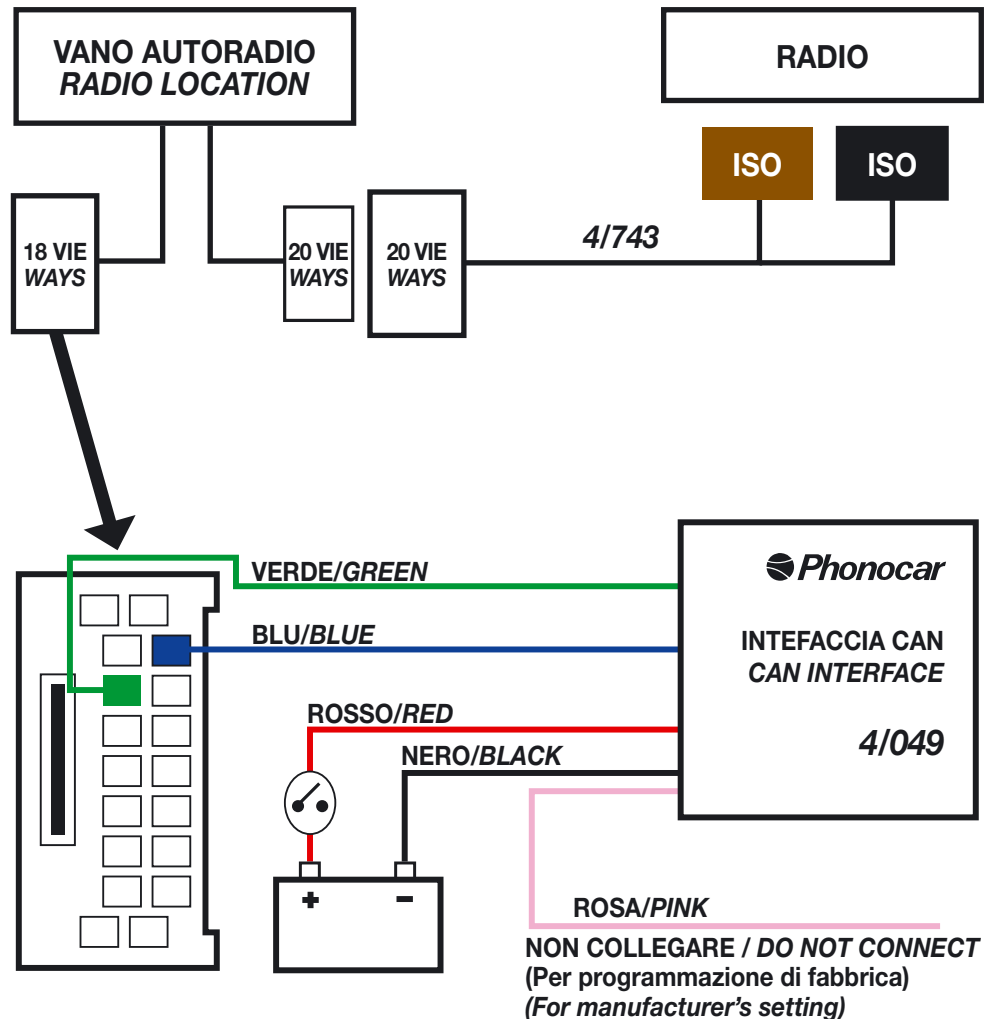 VANO AUTORADIO
RADIO LOCATION
RADIO
ISO
ISO
18 VIE
WAYS
20 VIE
WAYS
20 VIE
WAYS
4/743
VERDE/GREEN
BLU/BLUE
ROSSO/RED
NERO/BLACK
Phonocar
INTEFACCIA CAN
CAN INTERFACE
4/049
+
-
ROSA/PINK
NON COLLEGARE / DO NOT CONNECT
(Per programmazione di fabbrica)
(For manufacturer's setting)